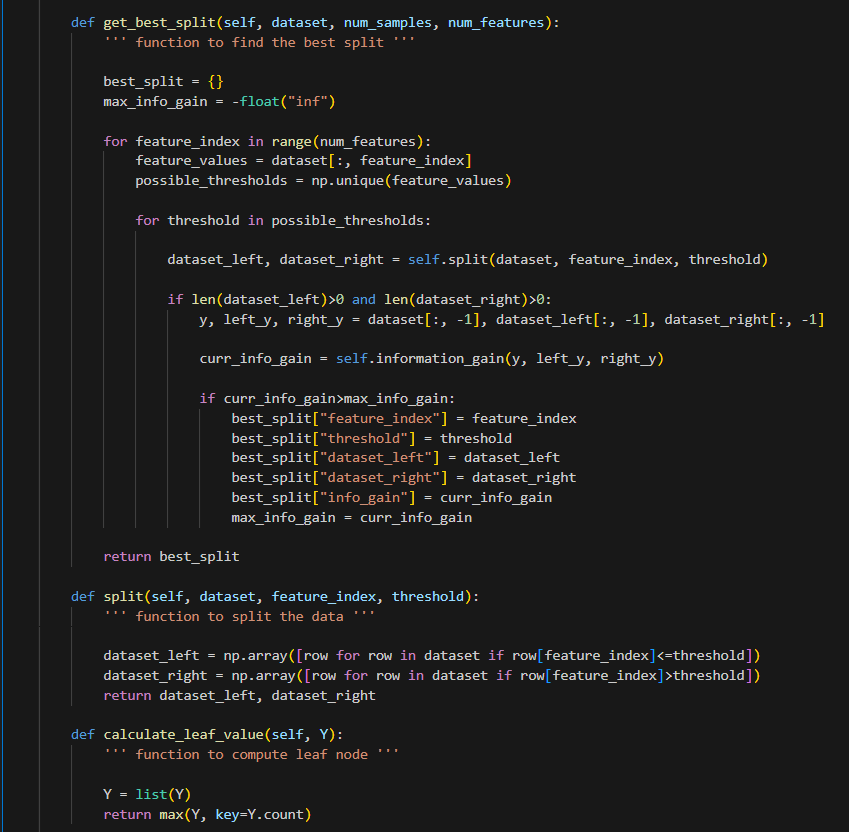 def get_best_split(self, dataset, num_samples, num_features):
    ''' function to find the best split '''

    best_split = {}
    max_info_gain = -float("inf")

    for feature_index in range(num_features):
        feature_values = dataset[:, feature_index]
        possible_thresholds = np.unique(feature_values)

        for threshold in possible_thresholds:

            dataset_left, dataset_right = self.split(dataset, feature_index, threshold)

            if len(dataset_left)>0 and len(dataset_right)>0:
                y, left_y, right_y = dataset[:, -1], dataset_left[:, -1], dataset_right[:, -1]

                curr_info_gain = self.information_gain(y, left_y, right_y)

                if curr_info_gain>max_info_gain:
                    best_split["feature_index"] = feature_index
                    best_split["threshold"] = threshold
                    best_split["dataset_left"] = dataset_left
                    best_split["dataset_right"] = dataset_right
                    best_split["info_gain"] = curr_info_gain
                    max_info_gain = curr_info_gain

    return best_split

def split(self, dataset, feature_index, threshold):
    ''' function to split the data '''

    dataset_left = np.array([row for row in dataset if row[feature_index]<=threshold])
    dataset_right = np.array([row for row in dataset if row[feature_index]>threshold])
    return dataset_left, dataset_right

def calculate_leaf_value(self, Y):
    ''' function to compute leaf node '''

    Y = list(Y)
    return max(Y, key=Y.count)